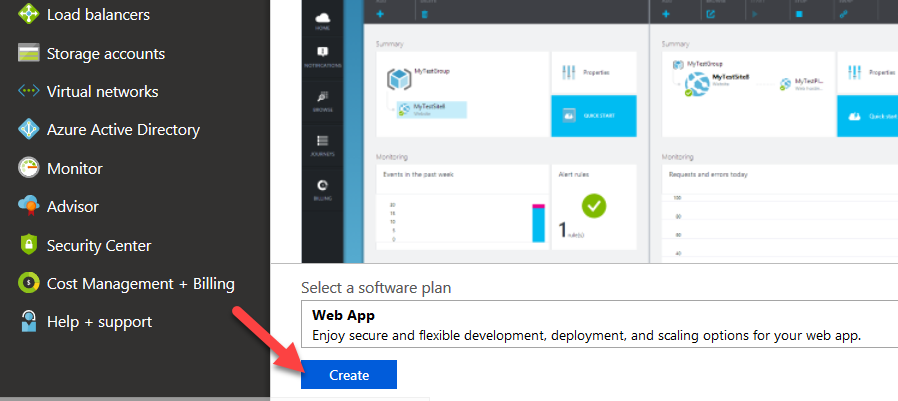 Load balancers
Storage accounts
Virtual networks
Azure Active Directory
Monitor
Advisor
Security Center
Cost Management + Billing
Help + support
HOME
NOTIFICATIONS
BROWSE
JOURNEYS
BILLING
Summary
MyTestGroup
MyTestSite8
Website
Properties
QUICK START
Monitoring
Events in the past week
20
15
10
5
0
Alert rules
1 rule(s)
Summary
MyTestGroup
MyTestSite8
Website
MyTestPl...
Properties
Quick start
Monitoring
Requests and errors today
100
80
60
40
Select a software plan
Web App
Enjoy secure and flexible development, deployment, and scaling options for your web app.
Create